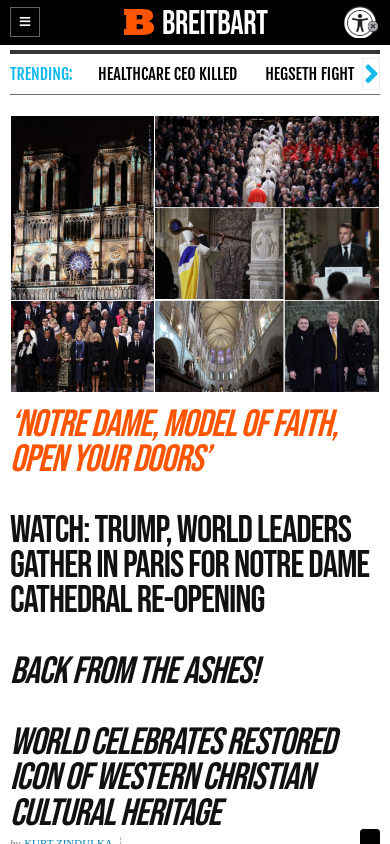 BREITBART
TRENDING: HEALTHCARE CEO KILLED HEGSETH FIGHT
‘NOTRE DAME, MODEL OF FAITH,
OPEN YOUR DOORS’
WATCH: TRUMP, WORLD LEADERS
GATHER IN PARIS FOR NOTRE DAME
CATHEDRAL RE-OPENING
BACK FROM THE ASHES!
WORLD CELEBRATES RESTORED
ICON OF WESTERN CHRISTIAN
CULTURAL HERITAGE
by KURT ZINDULKA